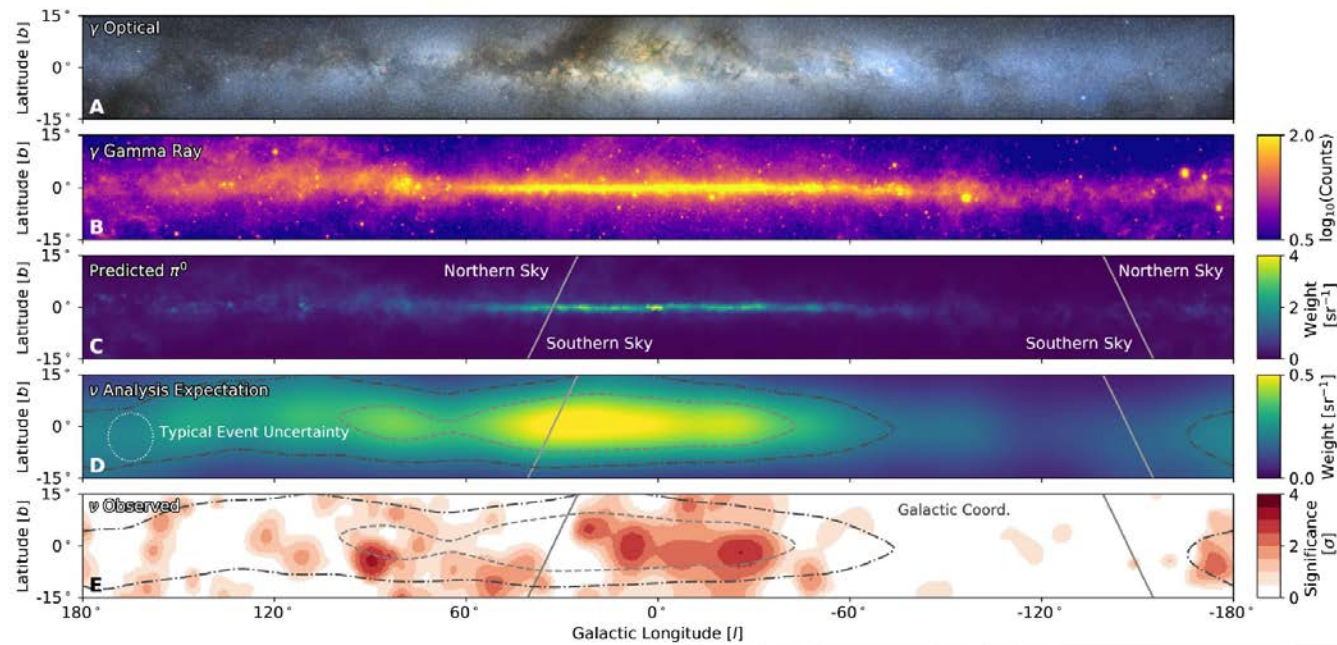 15°
γ Optical
0°
-15°
A
Latitude [b]
15°
γ Gamma Ray
0°
-15°
B
Latitude [b]
2.0
0.5
log10(Counts)
15°
Predicted π⁰
Northern Sky
Northern Sky
0°
Southern Sky
Southern Sky
-15°
C
Latitude [b]
4
2
0
Weight
[sr⁻¹]
15°
ν Analysis Expectation
0°
Typical Event Uncertainty
-15°
D
Latitude [b]
0.5
0.0
Weight [sr⁻¹]
15°
ν Observed
Galactic Coord.
0°
-15°
E
Latitude [b]
4
2
0
Significance
[σ]
180 120° 60° 0° -60° -120° -180°
Galactic Longitude [l]